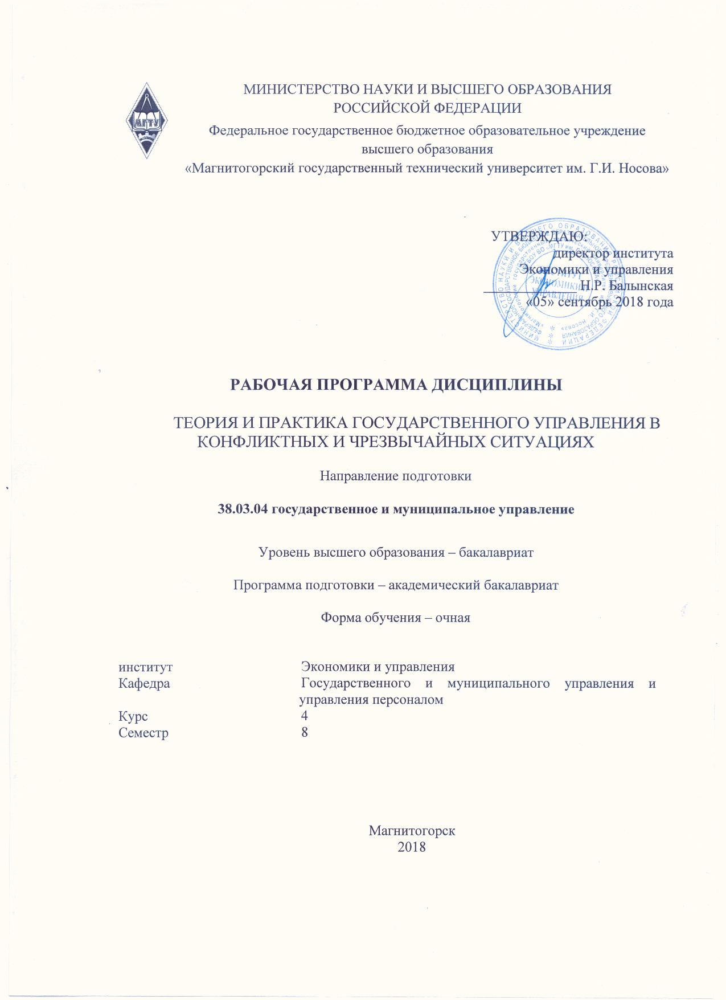 МГТУ
МИНИСТЕРСТВО НАУКИ И ВЫСШЕГО ОБРАЗОВАНИЯ
РОССИЙСКОЙ ФЕДЕРАЦИИ
Федеральное государственное бюджетное образовательное учреждение
высшего образования
«Магнитогорский государственный технический университет им. Г.И. Носова»
УТВЕРЖДАЮ:
директор института
Экономики и управления
Н.Р. Балынская
«05» сентябрь 2018 года
ИНСТИТУТ
ЭКОНОМИКИ И
УПРАВЛЕНИЯ
РАБОЧАЯ ПРОГРАММА ДИСЦИПЛИНЫ
ТЕОРИЯ И ПРАКТИКА ГОСУДАРСТВЕННОГО УПРАВЛЕНИЯ В
КОНФЛИКТНЫХ И ЧРЕЗВЫЧАЙНЫХ СИТУАЦИЯХ
Направление подготовки
38.03.04 государственное и муниципальное управление
Уровень высшего образования – бакалавриат
Программа подготовки – академический бакалавриат
Форма обучения – очная
институт Экономики и управления
Кафедра Государственного и муниципального управления и
управления персоналом
Курс 4
Семестр 8
Магнитогорск
2018